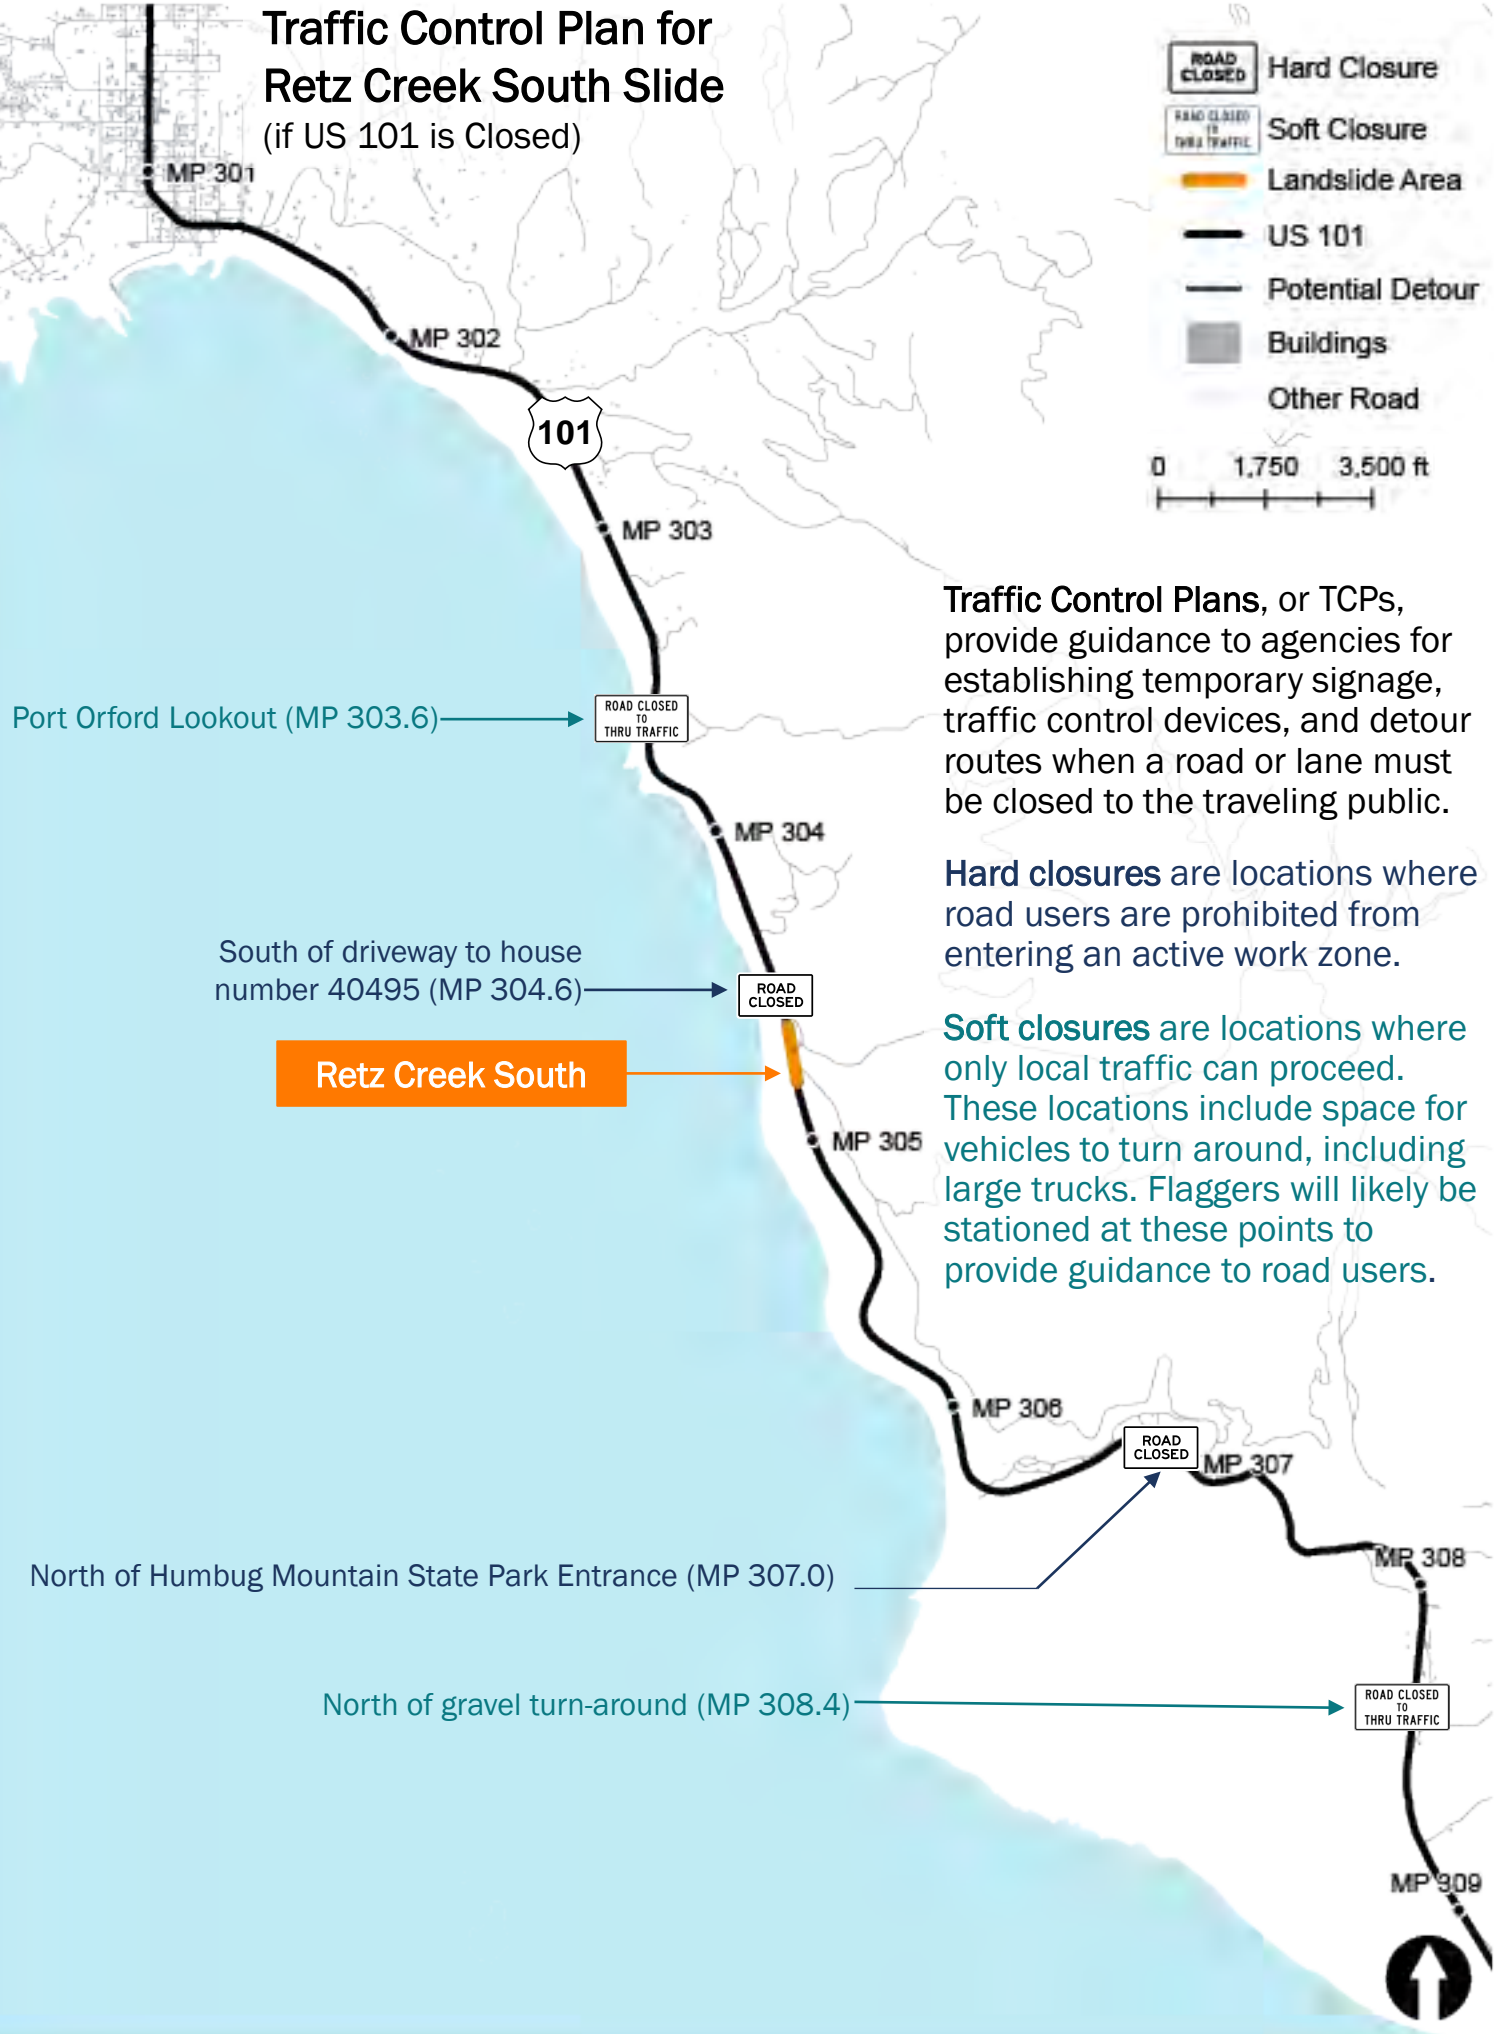 Traffic Control Plan for
Retz Creek South Slide
(if US 101 is Closed)
ROAD
CLOSED
Hard Closure
ROAD CLOSED
TO
THRU TRAFFIC
Soft Closure
Landslide Area
US 101
Potential Detour
Buildings
Other Road
0 1,750 3,500 ft
MP 301
MP 302
101
MP 303
Traffic Control Plans, or TCPs,
provide guidance to agencies for
establishing temporary signage,
traffic control devices, and detour
routes when a road or lane must
be closed to the traveling public.
Port Orford Lookout (MP 303.6)
ROAD CLOSED
TO
THRU TRAFFIC
MP 304
Hard closures are locations where
road users are prohibited from
entering an active work zone.
South of driveway to house
number 40495 (MP 304.6)
ROAD
CLOSED
Retz Creek South
Soft closures are locations where
only local traffic can proceed.
These locations include space for
vehicles to turn around, including
large trucks. Flaggers will likely be
stationed at these points to
provide guidance to road users.
MP 305
MP 306
ROAD
CLOSED
MP 307
North of Humbug Mountain State Park Entrance (MP 307.0)
MP 308
North of gravel turn-around (MP 308.4)
ROAD CLOSED
TO
THRU TRAFFIC
MP 309